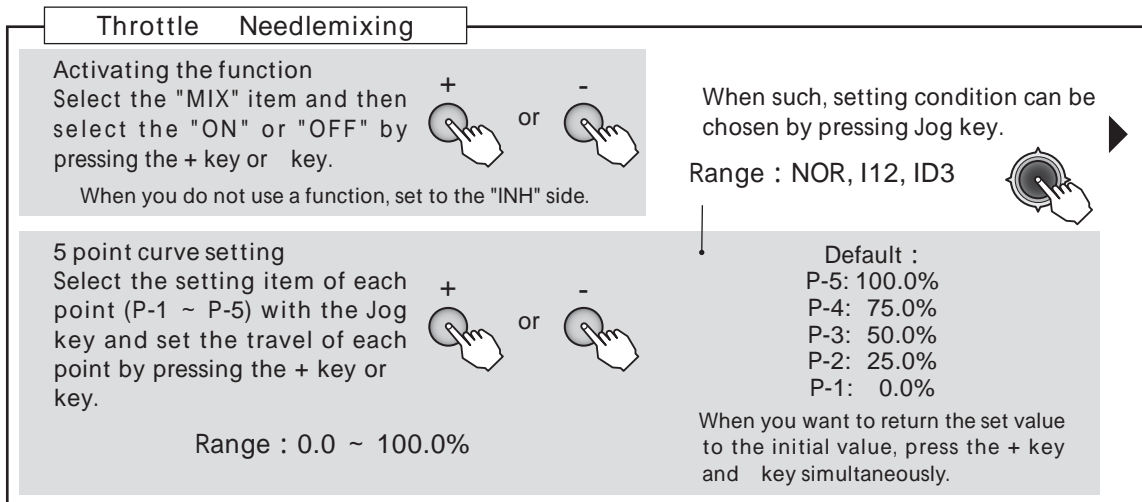 Throttle Needlemixing
Activating the function
Select the "MIX" item and then
select the "ON" or "OFF" by
pressing the + key or key.
+
or
-
When you do not use a function, set to the "INH" side.
When such, setting condition can be
chosen by pressing Jog key.
Range : NOR, I12, ID3
5 point curve setting
Select the setting item of each
point (P-1 ~ P-5) with the Jog
key and set the travel of each
point by pressing the + key or
key.
+
or
-
Range : 0.0 ~ 100.0%
Default :
P-5: 100.0%
P-4: 75.0%
P-3: 50.0%
P-2: 25.0%
P-1: 0.0%
When you want to return the set value
to the initial value, press the + key
and key simultaneously.